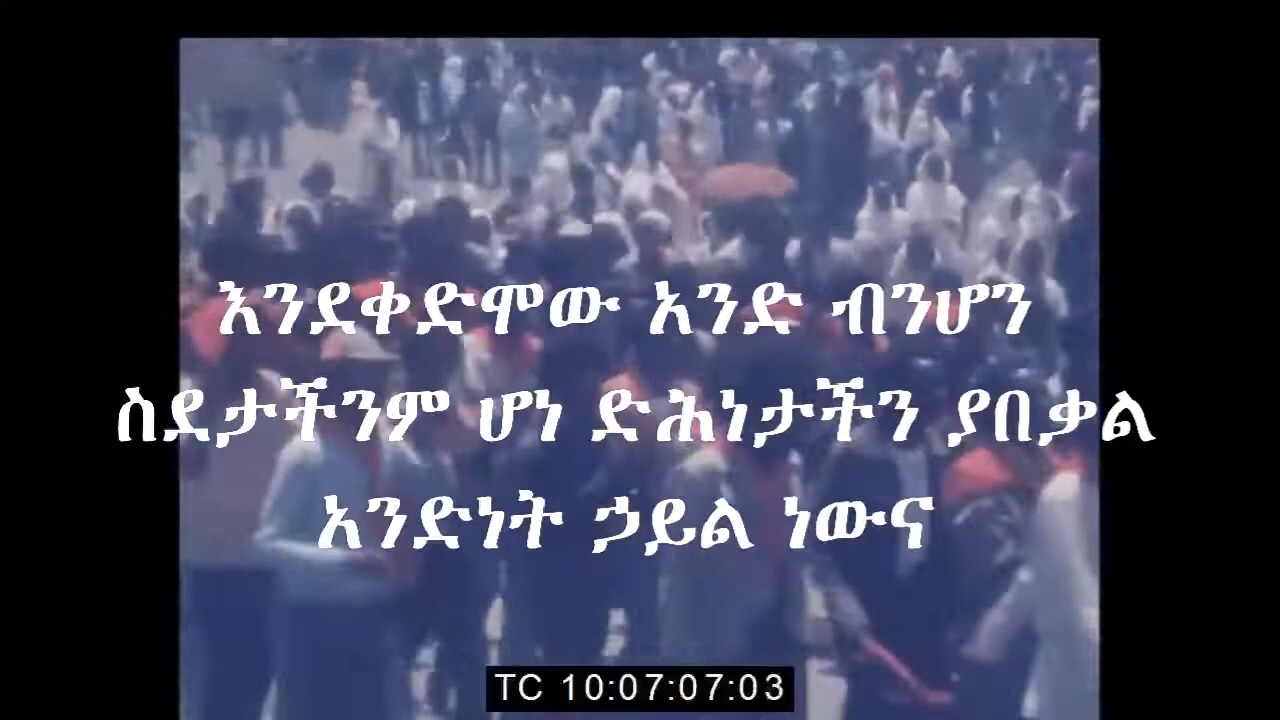 እንደቀድሞው አንድ ብንሆን
ስደታችንም ሆነ ድሕነታችን ያበቃል
አንድነት ኃይል ነውና
TC 10:07:07:03